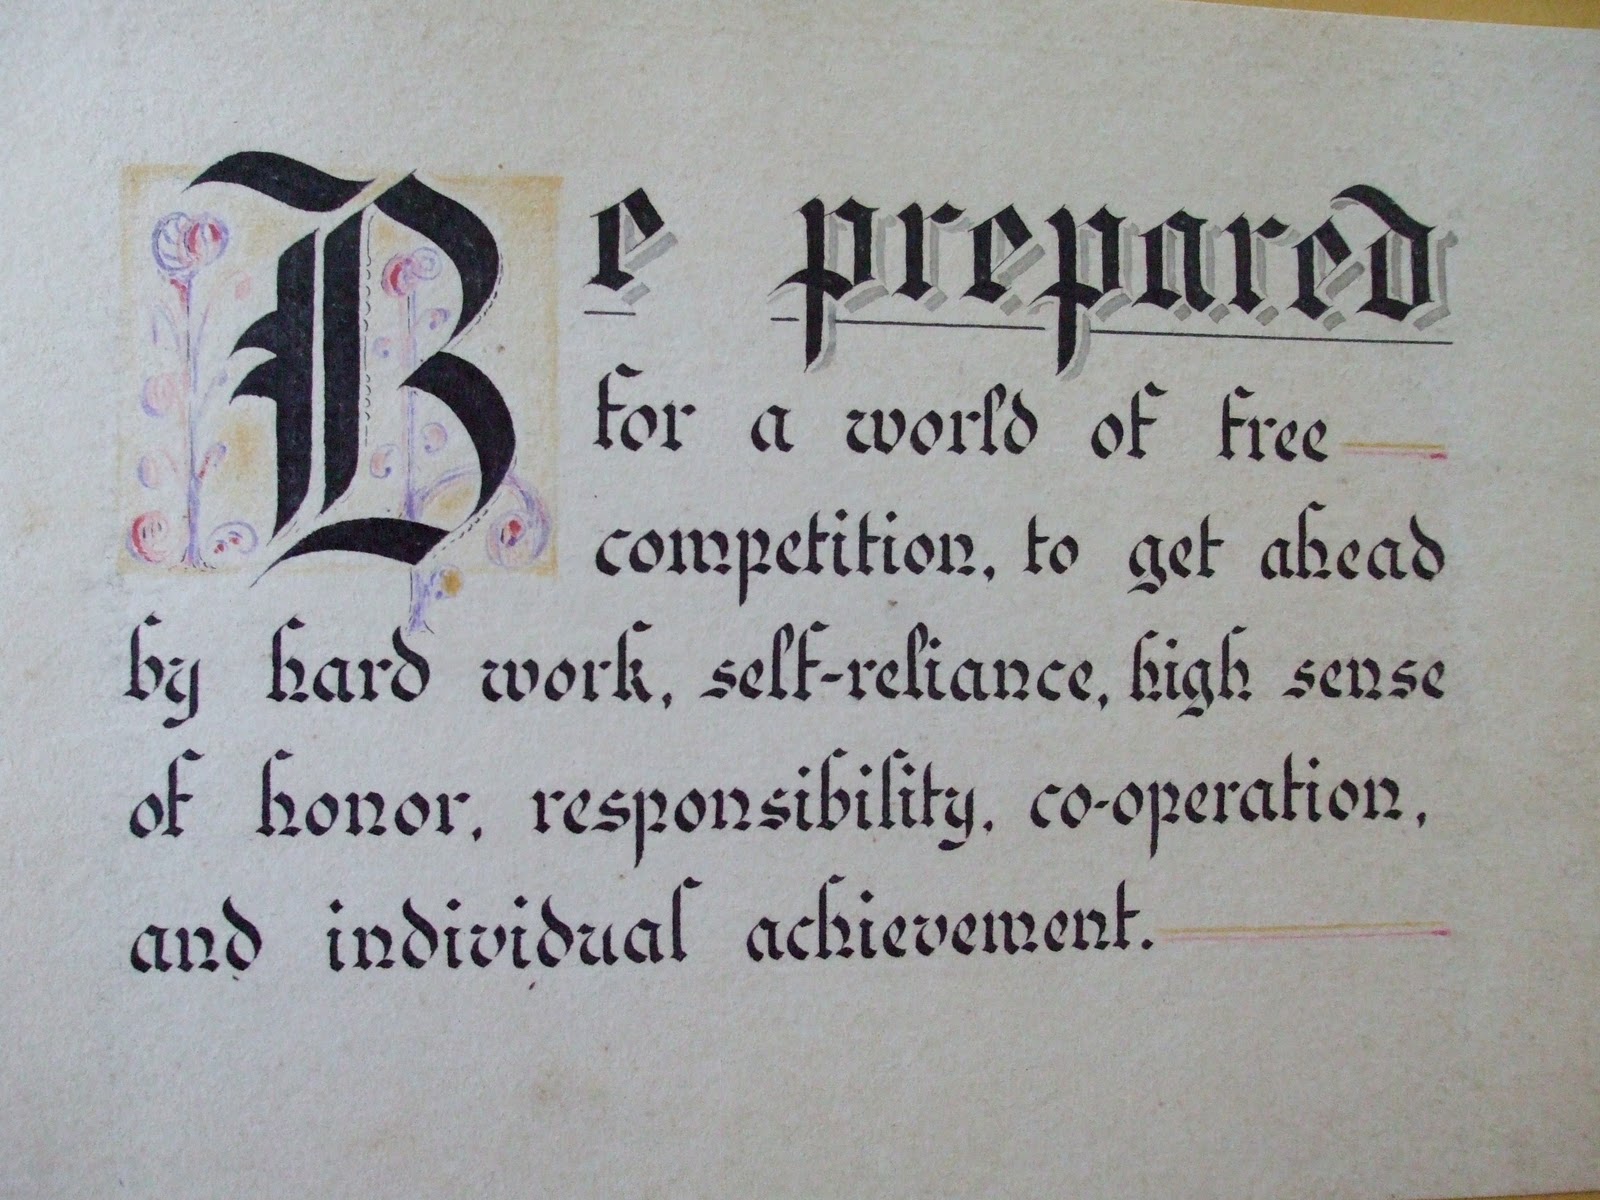 Be prepared
for a world of free
competition, to get ahead
by hard work, self-reliance, high sense
of honor, responsibility, co-operation,
and individual achievement.